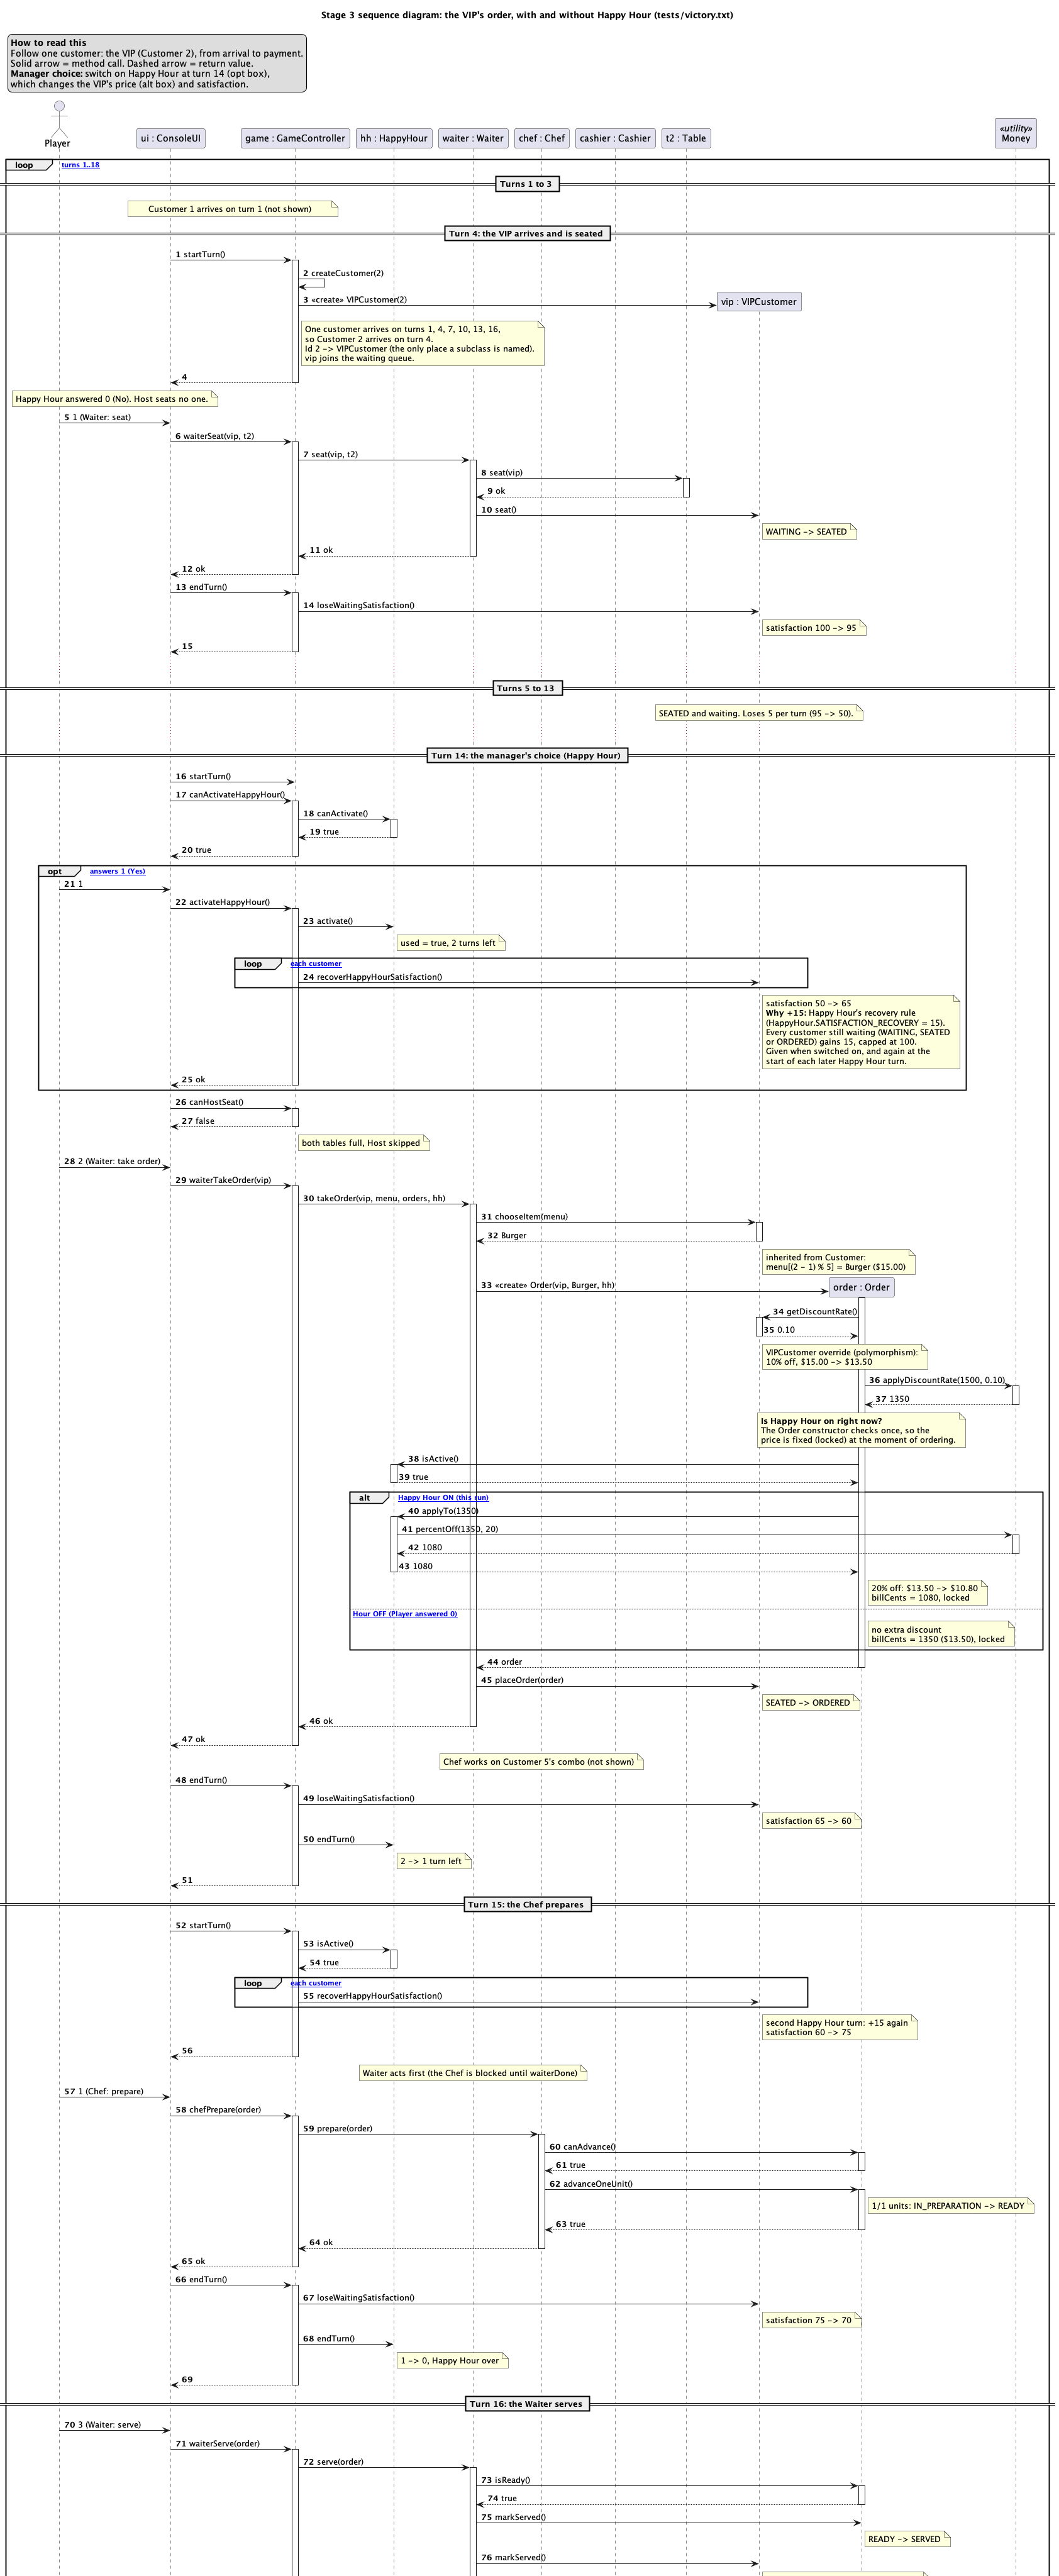 Stage 3 sequence diagram: the VIP's order, with and without Happy Hour (tests/victory.txt)
How to read this
Follow one customer: the VIP (Customer 2), from arrival to payment.
Solid arrow = method call. Dashed arrow = return value.
Manager choice: switch on Happy Hour at turn 14 (opt box),
which changes the VIP's price (alt box) and satisfaction.
Player
ui : ConsoleUI
game : GameController
hh : HappyHour
waiter : Waiter
chef : Chef
cashier : Cashier
t2 : Table
«utility»
Money
loop
turns 1..18
Turns 1 to 3
Customer 1 arrives on turn 1 (not shown)
Turn 4: the VIP arrives and is seated
1 startTurn()
2 createCustomer(2)
3 «create» VIPCustomer(2)
vip : VIPCustomer
One customer arrives on turns 1, 4, 7, 10, 13, 16,
so Customer 2 arrives on turn 4.
Id 2 -> VIPCustomer (the only place a subclass is named).
vip joins the waiting queue.
4
Happy Hour answered 0 (No). Host seats no one.
5 1 (Waiter: seat)
6 waiterSeat(vip, t2)
7 seat(vip, t2)
8 seat(vip)
9 ok
10 seat()
WAITING -> SEATED
11 ok
12 ok
13 endTurn()
14 loseWaitingSatisfaction()
satisfaction 100 -> 95
15
Turns 5 to 13
SEATED and waiting. Loses 5 per turn (95 -> 50).
Turn 14: the manager's choice (Happy Hour)
16 startTurn()
17 canActivateHappyHour()
18 canActivate()
19 true
20 true
opt
answers 1 (Yes)
21 1
22 activateHappyHour()
23 activate()
used = true, 2 turns left
loop
each customer
24 recoverHappyHourSatisfaction()
satisfaction 50 -> 65
Why +15: Happy Hour's recovery rule
(HappyHour.SATISFACTION_RECOVERY = 15).
Every customer still waiting (WAITING, SEATED
or ORDERED) gains 15, capped at 100.
Given when switched on, and again at the
start of each later Happy Hour turn.
25 ok
26 canHostSeat()
27 false
both tables full, Host skipped
28 2 (Waiter: take order)
29 waiterTakeOrder(vip)
30 takeOrder(vip, menu, orders, hh)
31 chooseItem(menu)
32 Burger
inherited from Customer:
menu[(2 - 1) % 5] = Burger ($15.00)
33 «create» Order(vip, Burger, hh)
order : Order
34 getDiscountRate()
35 0.10
VIPCustomer override (polymorphism):
10% off, $15.00 -> $13.50
36 applyDiscountRate(1500, 0.10)
37 1350
Is Happy Hour on right now?
The Order constructor checks once, so the
price is fixed (locked) at the moment of ordering.
38 isActive()
39 true
alt
Happy Hour ON (this run)
40 applyTo(1350)
41 percentOff(1350, 20)
42 1080
43 1080
20% off: $13.50 -> $10.80
billCents = 1080, locked
Hour OFF (Player answered 0)
no extra discount
billCents = 1350 ($13.50), locked
44 order
45 placeOrder(order)
SEATED -> ORDERED
46 ok
47 ok
Chef works on Customer 5's combo (not shown)
48 endTurn()
49 loseWaitingSatisfaction()
satisfaction 65 -> 60
50 endTurn()
2 -> 1 turn left
51
Turn 15: the Chef prepares
52 startTurn()
53 isActive()
54 true
loop
each customer
55 recoverHappyHourSatisfaction()
second Happy Hour turn: +15 again
satisfaction 60 -> 75
56
Waiter acts first (the Chef is blocked until waiterDone)
57 1 (Chef: prepare)
58 chefPrepare(order)
59 prepare(order)
60 canAdvance()
61 true
62 advanceOneUnit()
1/1 units: IN_PREPARATION -> READY
63 true
64 ok
65 ok
66 endTurn()
67 loseWaitingSatisfaction()
satisfaction 75 -> 70
68 endTurn()
1 -> 0, Happy Hour over
69
Turn 16: the Waiter serves
70 3 (Waiter: serve)
71 waiterServe(order)
72 serve(order)
73 isReady()
74 true
75 markServed()
READY -> SERVED
76 markServed()